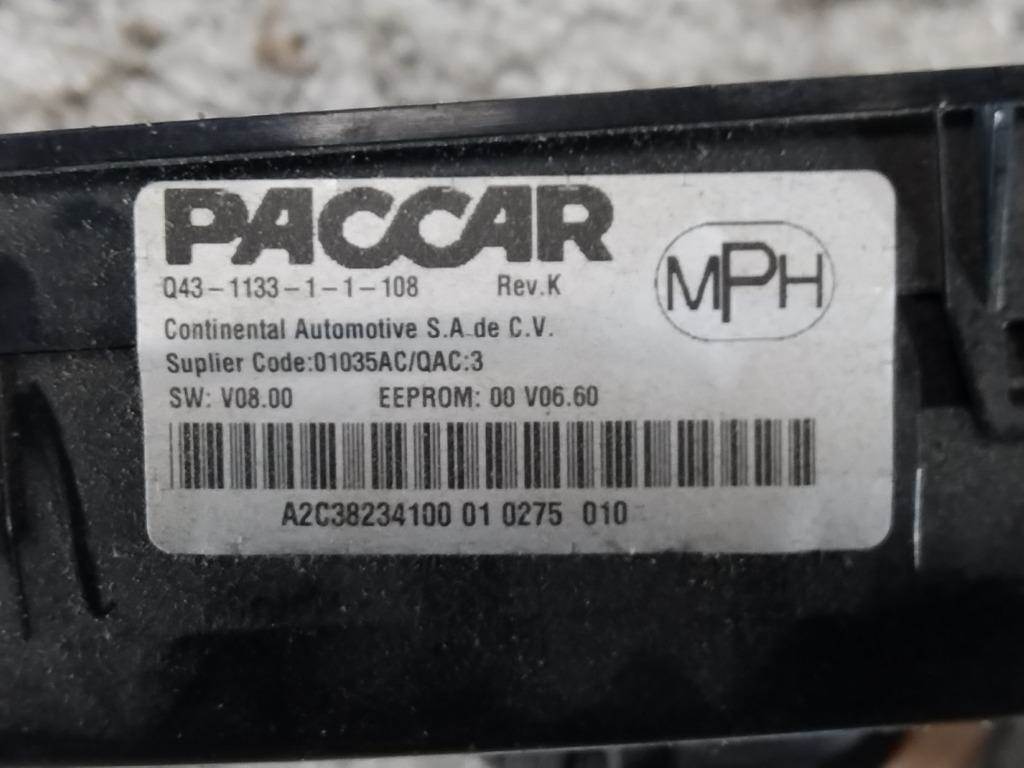 PACCAR
MPH
Q43-1133-1-1-108 Rev.K
Continental Automotive S.A de C.V.
Suplier Code:01035AC/QAC:3
SW: V08.00 EEPROM: 00 V06.60
A2C38234100 01 0275 010